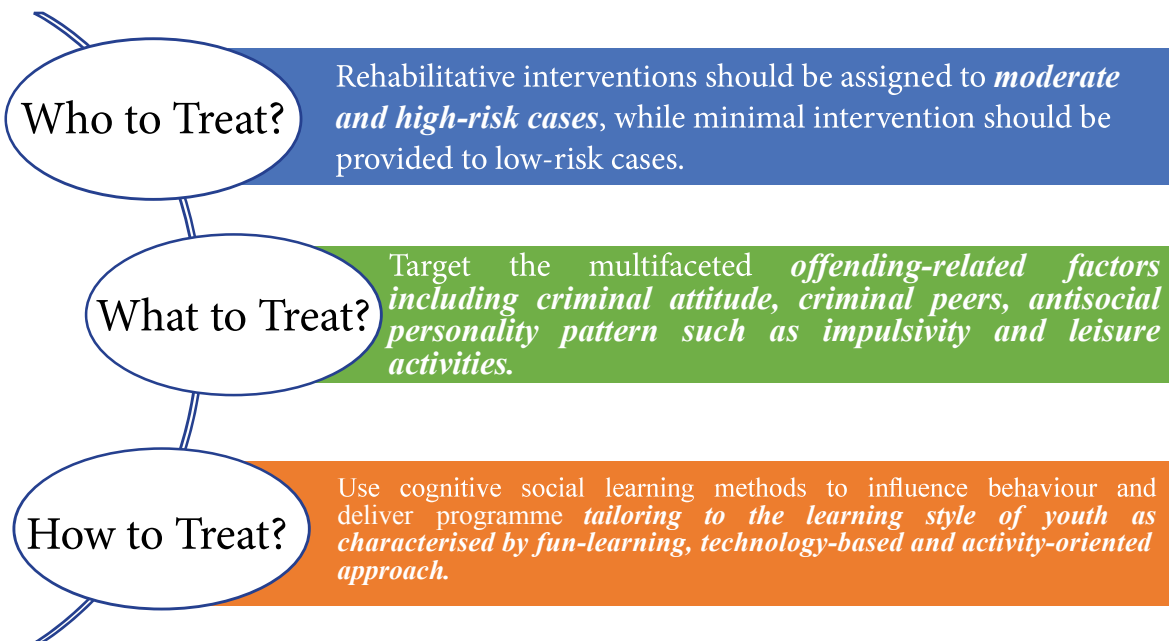 Who to Treat?
Rehabilitative interventions should be assigned to moderate
and high-risk cases, while minimal intervention should be
provided to low-risk cases.
What to Treat?
Target the multifaceted offending-related factors
including criminal attitude, criminal peers, antisocial
personality pattern such as impulsivity and leisure
activities.
How to Treat?
Use cognitive social learning methods to influence behaviour and
deliver programme tailoring to the learning style of youth as
characterised by fun-learning, technology-based and activity-oriented
approach.